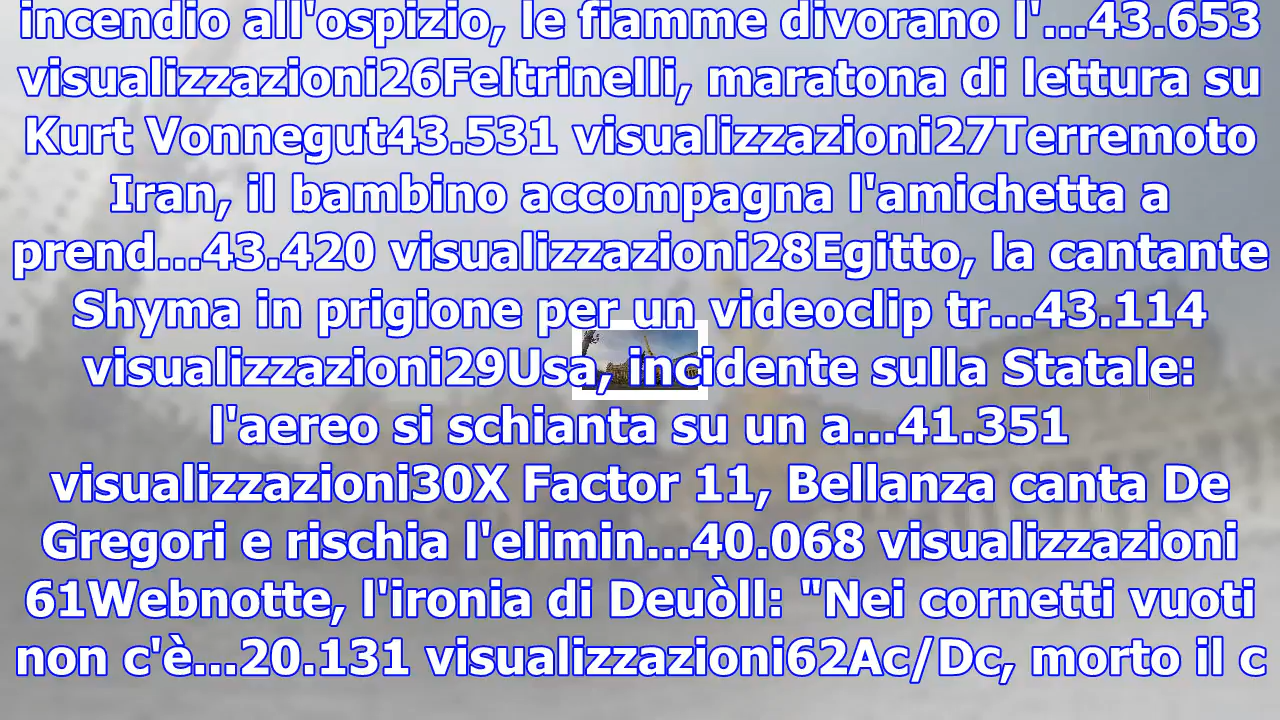 incendio all'ospizio, le fiamme divorano l'...43.653
visualizzazioni26Feltrinelli, maratona di lettura su
Kurt Vonnegut43.531 visualizzazioni27Terremoto
Iran, il bambino accompagna l'amichetta a
prend...43.420 visualizzazioni28Egitto, la cantante
Shyma in prigione per un videoclip tr...43.114
visualizzazioni29Usa, incidente sulla Statale:
l'aereo si schianta su un a...41.351
visualizzazioni30X Factor 11, Bellanza canta De
Gregori e rischia l'elimin...40.068 visualizzazioni
61Webnotte, l'ironia di Deuòll: "Nei cornetti vuoti
non c'è...20.131 visualizzazioni62Ac/Dc, morto il c